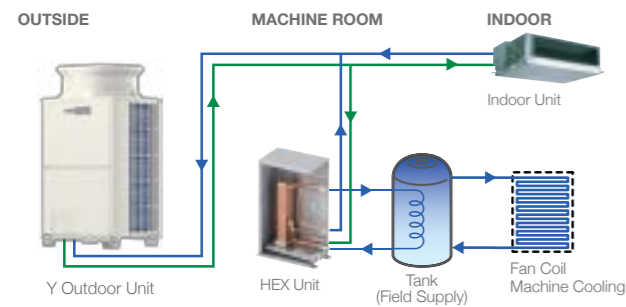 OUTSIDE
MACHINE ROOM
INDOOR
Indoor Unit
Y Outdoor Unit
HEX Unit
Tank
(Field Supply)
Fan Coil
Machine Cooling